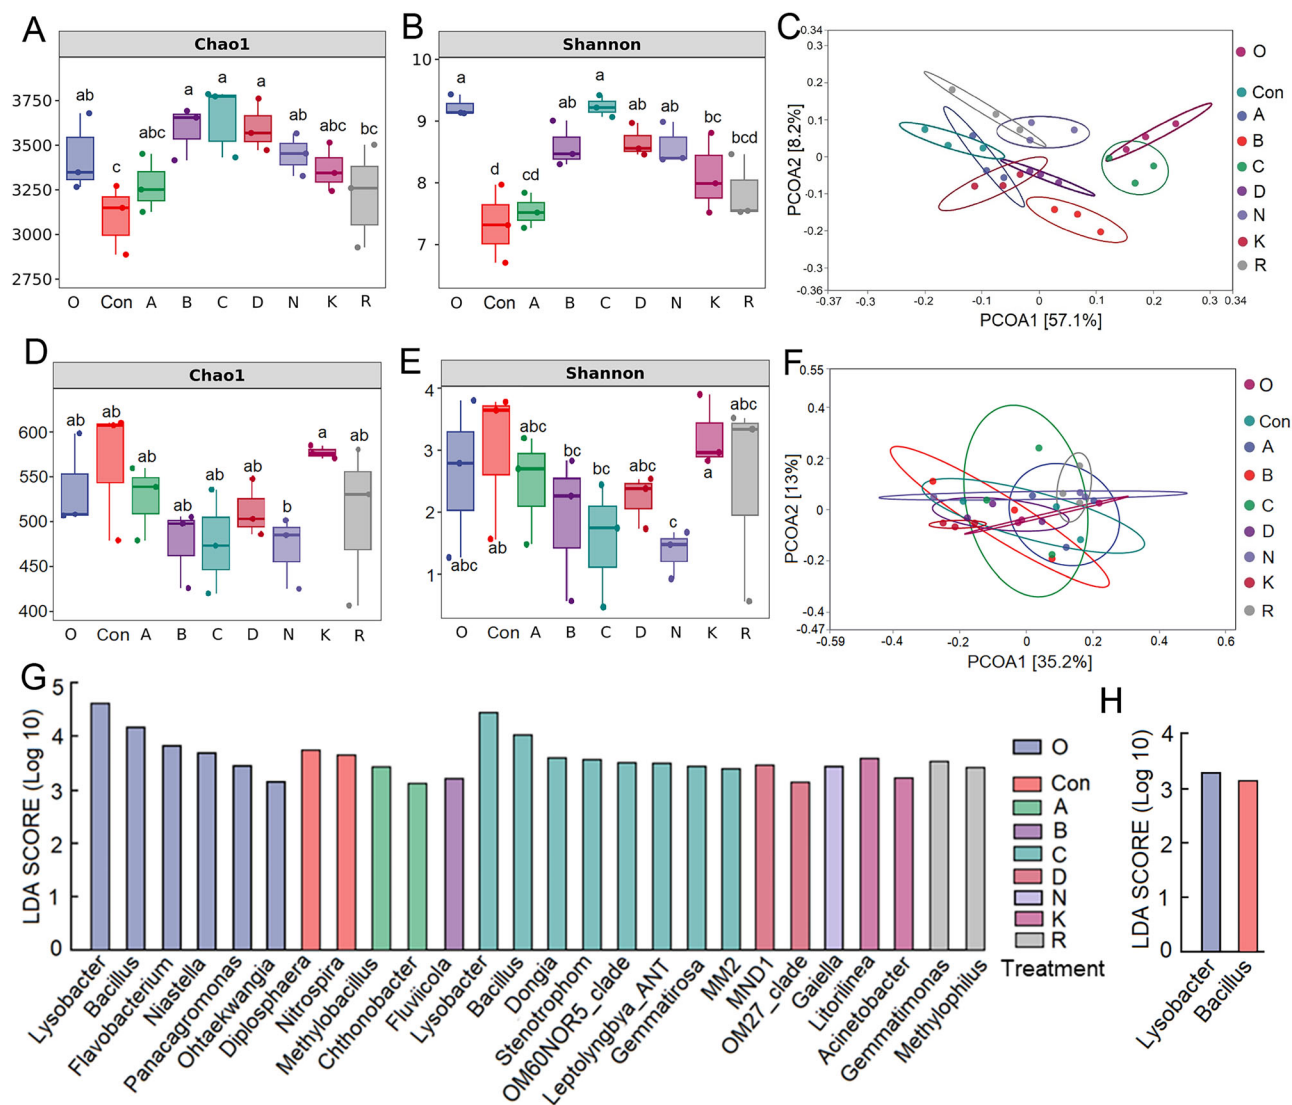 A
Chao1
3750
3500
3250
3000
2750
ab
c
abc
a
a
a
ab
abc
bc
O Con A B C D N K R
B
Shannon
10
9
8
7
a
d
cd
ab
a
ab
ab
bc
bcd
O Con A B C D N K R
C
PCOA2 [8.2%]
0.34
0.3
0.2
0.1
0
-0.1
-0.2
-0.3
-0.36
-0.37 -0.3 -0.2 -0.1 0 0.1 0.2 0.3 0.34
PCOA1 [57.1%]
O
Con
A
B
C
D
N
K
R
D
Chao1
600
550
500
450
400
ab
ab
ab
ab
ab
ab
b
a
ab
O Con A B C D N K R
E
Shannon
4
3
2
1
abc
ab
abc
bc
bc
abc
c
a
abc
O Con A B C D N K R
F
PCOA2 [13%]
0.55
0.4
0.2
0
-0.2
-0.4
-0.47
-0.59 -0.4 -0.2 0 0.2 0.4 0.6
PCOA1 [35.2%]
O
Con
A
B
C
D
N
K
R
G
LDA SCORE (Log 10)
5
4
3
2
1
0
Lysobacter
Bacillus
Flavobacterium
Niastella
Panacagromonas
Ohtaekwangia
Diplosphaera
Nitrospira
Methylobacillus
Chthonobacter
Fluviicola
Lysobacter
Bacillus
Dongia
Stenotrophom
OM60NOR5_clade
Leptolyngbya_ANT
Gemmatirosa
MM2
MND1
OM27_clade
Gaiella
Litorilinea
Acinetobacter
Gemmatimonas
Methylophilus
O
Con
A
B
C
D
N
K
R
Treatment
H
LDA SCORE (Log 10)
4
3
2
1
0
Lysobacter
Bacillus